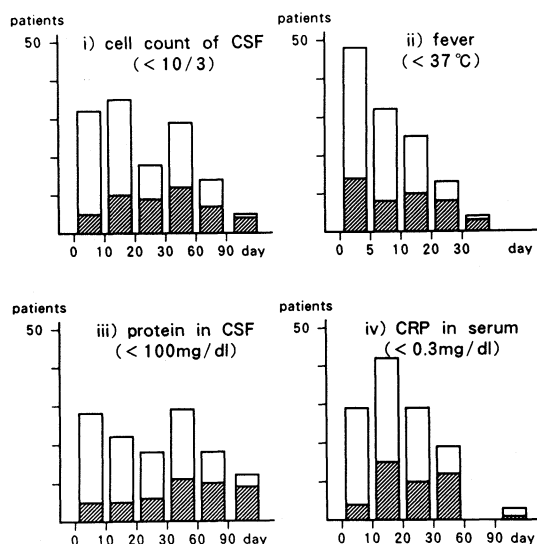 patients
50
i) cell count of CSF
(< 10/3)
0 10 20 30 60 90 day
50
ii) fever
(< 37℃)
0 5 10 20 30 day
patients
50
iii) protein in CSF
(< 100mg/dl)
0 10 20 30 60 90 day
patients
50
iv) CRP in serum
(< 0.3mg/dl)
0 10 20 30 60 90 day